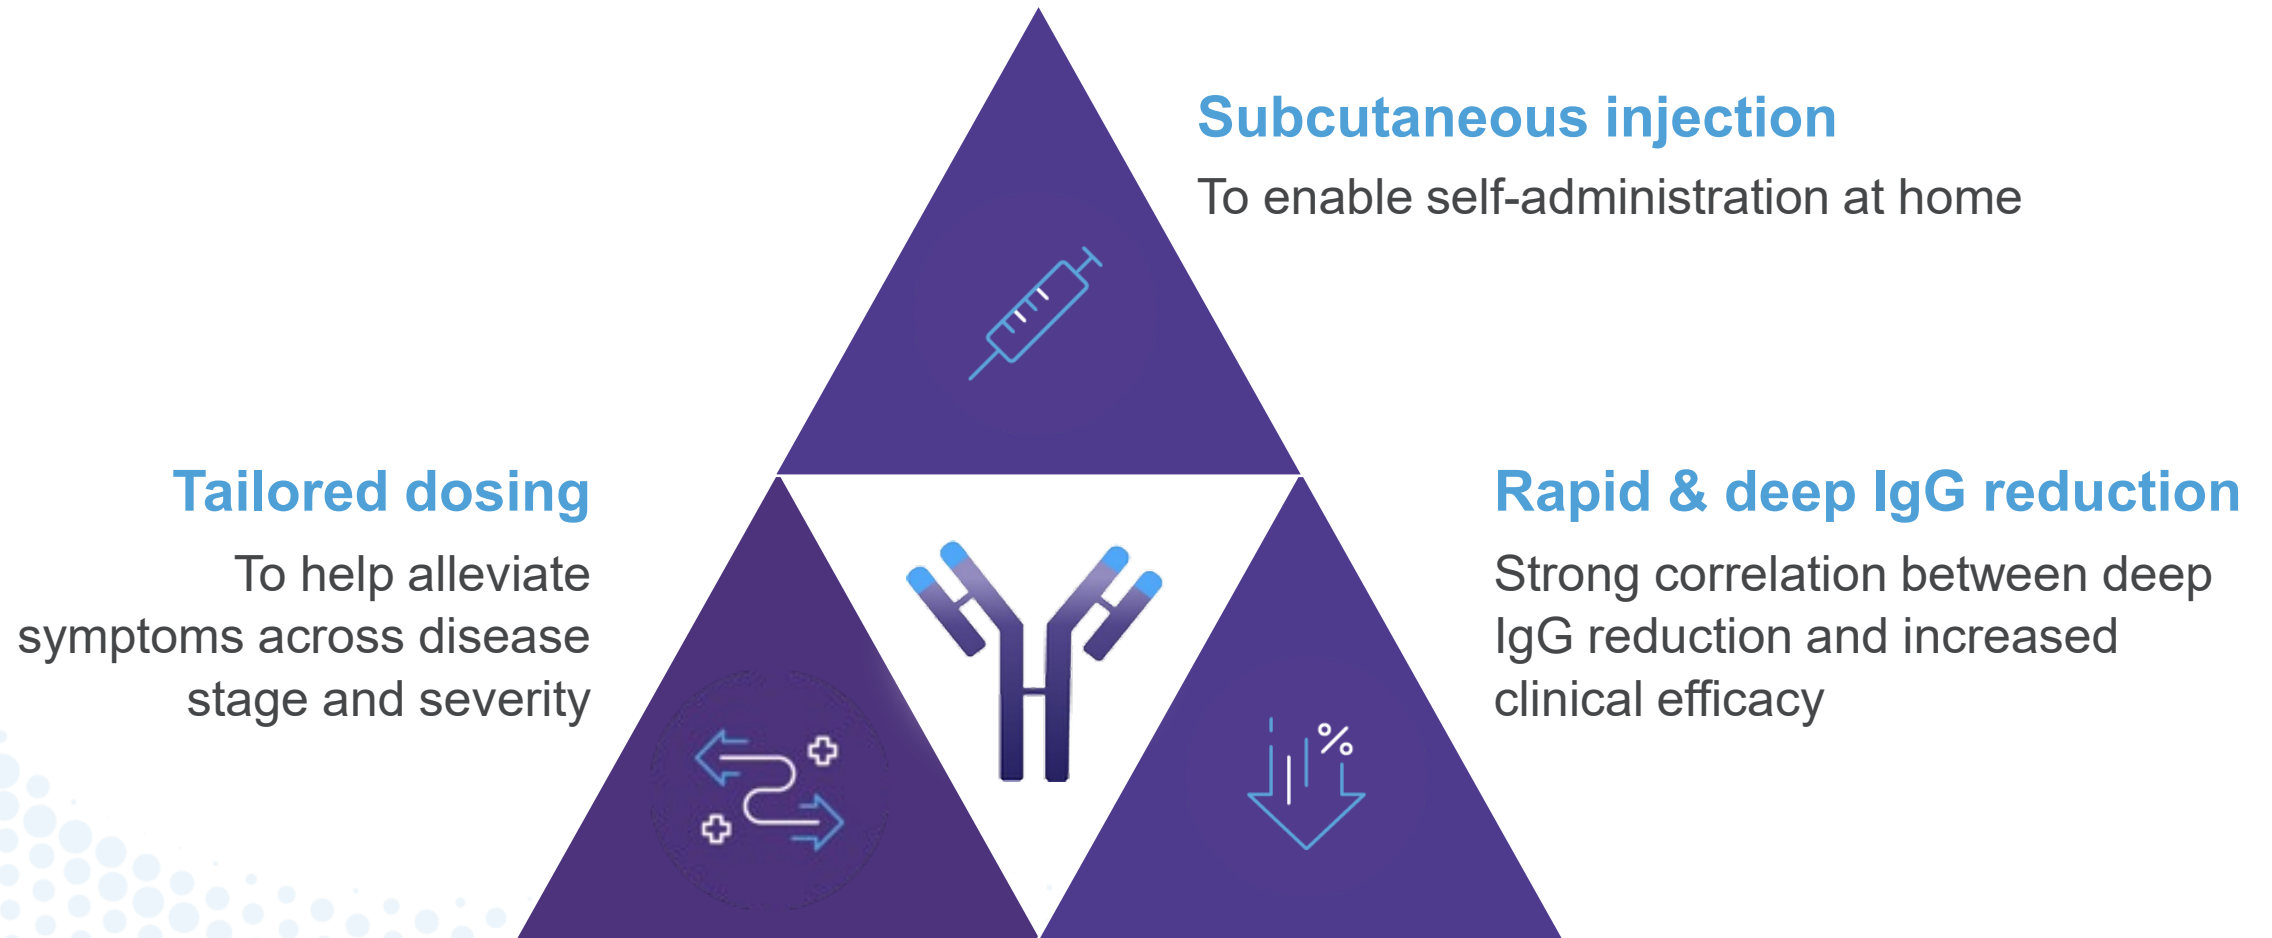 Subcutaneous injection
To enable self-administration at home
Tailored dosing
To help alleviate
symptoms across disease
stage and severity
Rapid & deep IgG reduction
Strong correlation between deep
IgG reduction and increased
clinical efficacy
%